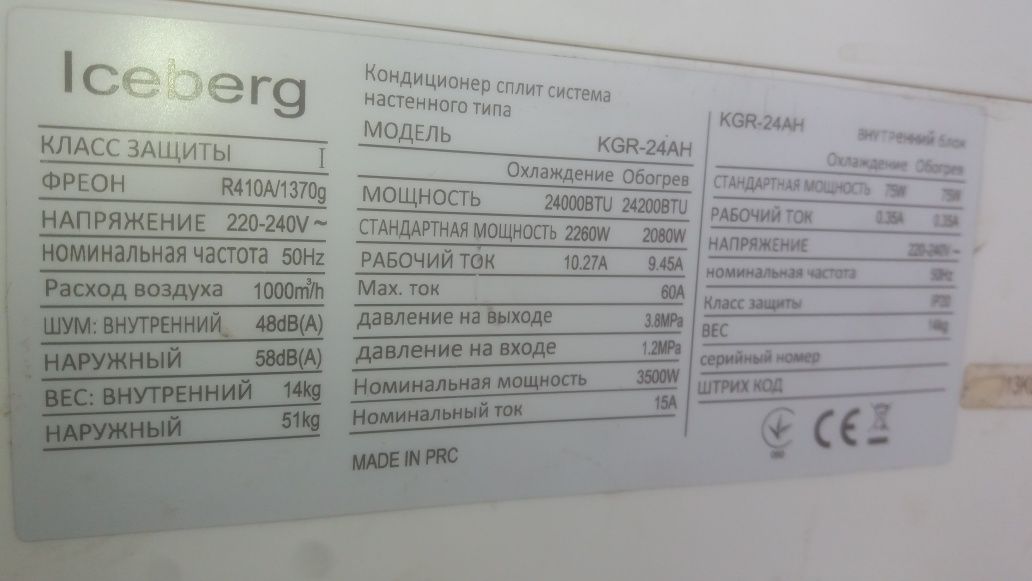 Iceberg
КЛАСС ЗАЩИТЫ I
ФРЕОН R410A/1370g
НАПРЯЖЕНИЕ 220-240V ~
НОМИНАЛЬНАЯ ЧАСТОТА 50Hz
Расход воздуха 1000m³/h
ШУМ: ВНУТРЕННИЙ 48dB(A)
НАРУЖНЫЙ 58dB(A)
ВЕС: ВНУТРЕННИЙ 14kg
НАРУЖНЫЙ 51kg
Кондиционер сплит система
настенного типа
МОДЕЛЬ KGR-24AH
Охлаждение Обогрев
МОЩНОСТЬ 24000BTU 24200BTU
СТАНДАРТНАЯ МОЩНОСТЬ 2260W 2080W
РАБОЧИЙ ТОК 10.27A 9.45A
Max. ток 60A
давление на выходе 3.8MPa
давление на входе 1.2MPa
Номинальная мощность 3500W
Номинальный ток 15A
MADE IN PRC
KGR-24AH
ВНУТРЕННИЙ блок
Охлаждение Обогрев
СТАНДАРТНАЯ МОЩНОСТЬ 75W 75W
РАБОЧИЙ ТОК 0.35A 0.35A
НАПРЯЖЕНИЕ 220-240V ~
номинальная частота 50Hz
Класс защиты
ВЕС 14kg
серийный номер
ШТРИХ КОД
CE